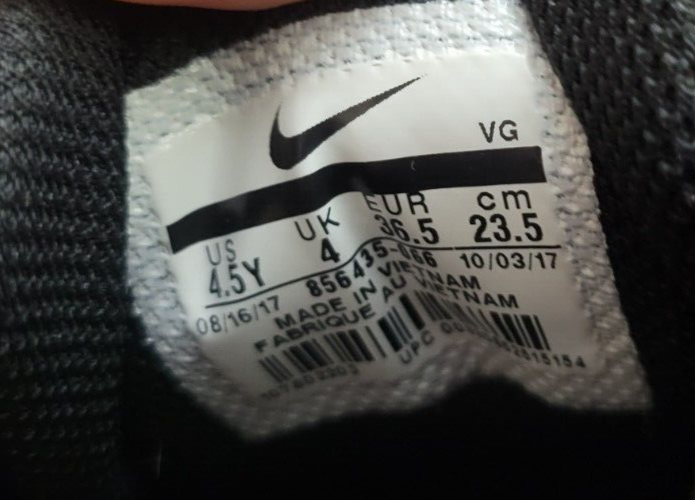 VG
US UK EUR cm
4.5Y 4 36.5 23.5
08/16/17 856435-066 10/03/17
MADE IN VIETNAM
FABRIQUE AU VIETNAM
UPC